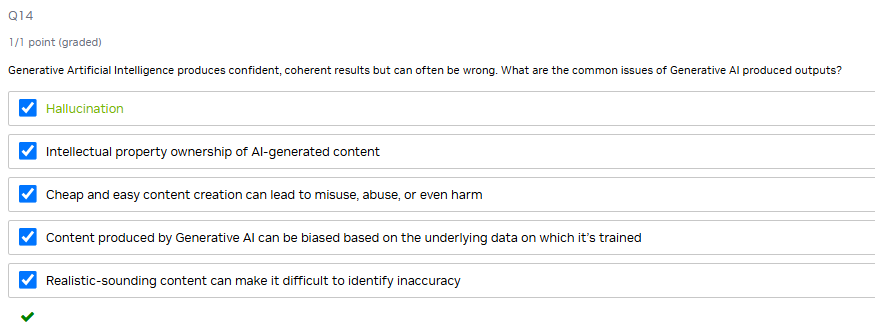 Q14
1/1 point (graded)
Generative Artificial Intelligence produces confident, coherent results but can often be wrong. What are the common issues of Generative AI produced outputs?
Hallucination
Intellectual property ownership of AI-generated content
Cheap and easy content creation can lead to misuse, abuse, or even harm
Content produced by Generative AI can be biased based on the underlying data on which it’s trained
Realistic-sounding content can make it difficult to identify inaccuracy